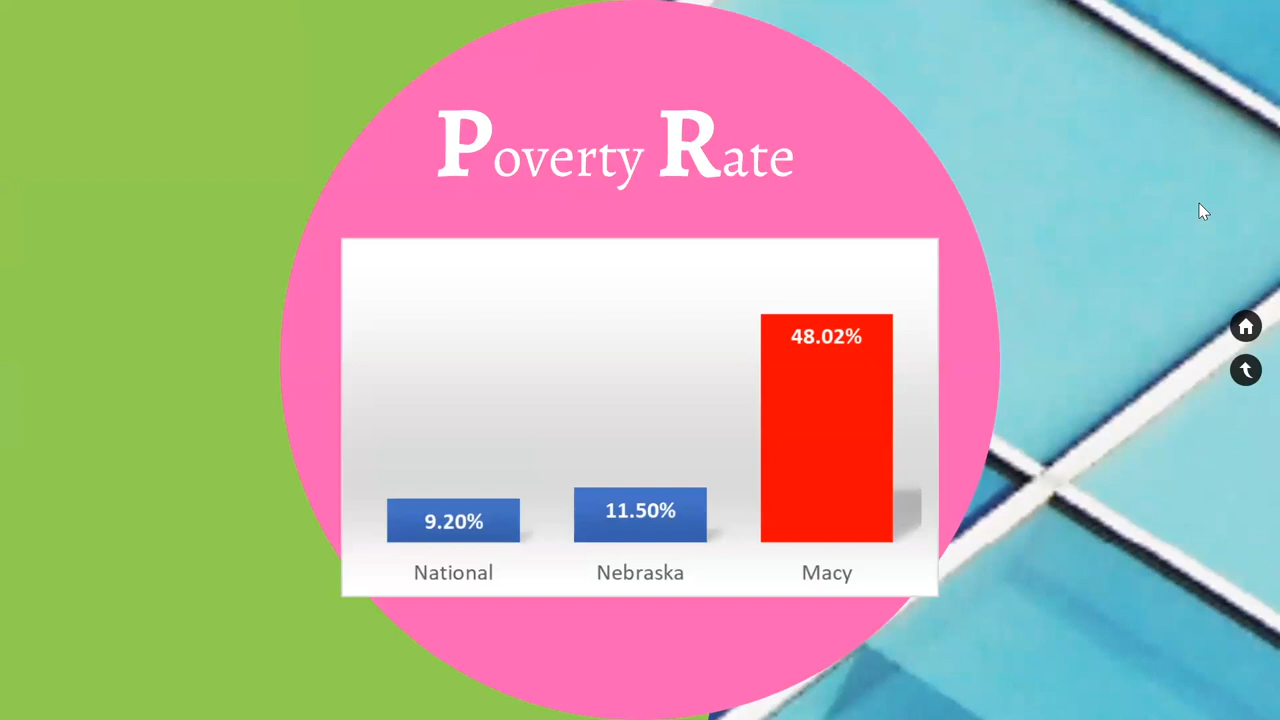 Poverty Rate
48.02%
9.20%
11.50%
National
Nebraska
Macy